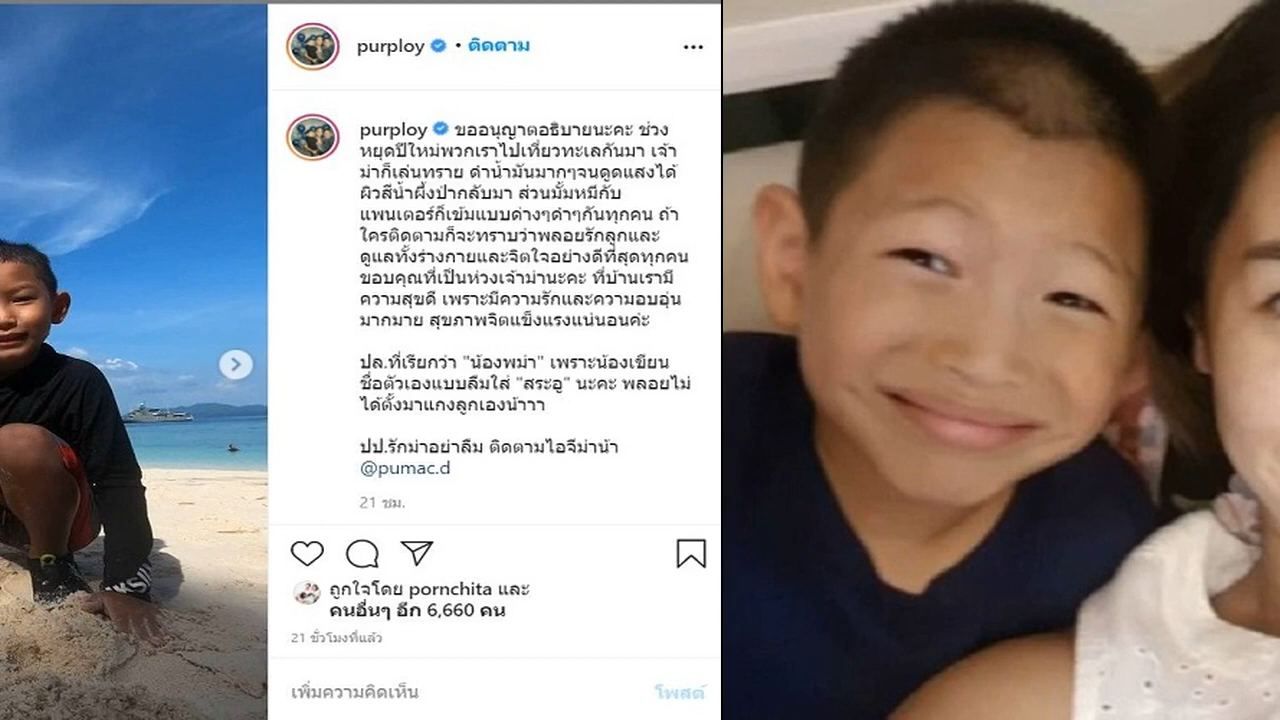 purploy • ติดตาม
purploy ขออนุญาตอธิบายนะคะ ช่วง
หยุดปีใหม่พวกเราไปเที่ยวทะเลกันมา เจ้า
ม่าก็เล่นทราย ดำน้ำมันมากๆจนดูดแสงได้
ผิวสีน้ำผึ้งป่ากลับมา ส่วนมั้มหมีกับ
แพนเตอร์ก็เข้มแบบด่างๆดำๆกันทุกคน ถ้า
ใครติดตามก็จะทราบว่าพลอยรักลูกและ
ดูแลทั้งร่างกายและจิตใจอย่างดีที่สุดทุกคน
ขอบคุณที่เป็นห่วงเจ้าม่านะคะ ที่บ้านเรามี
ความสุขดี เพราะมีความรักและความอบอุ่น
มากมาย สุขภาพจิตแข็งแรงแน่นอนค่ะ
ปล.ที่เรียกว่า "น้องพม่า" เพราะน้องเขียน
ชื่อตัวเองแบบลืมใส่ "สระอู" นะคะ พลอยไม่
ได้ตั้งมาแกงลูกเองน้าาา
ปป.รักม่าอย่าลืม ติดตามไอจีม่าน้า
@pumac.d
21 ชม.
ถูกใจโดย pornchita และ
คนอื่นๆ อีก 6,660 คน
21 ชั่วโมงที่แล้ว
เพิ่มความคิดเห็น โพสต์